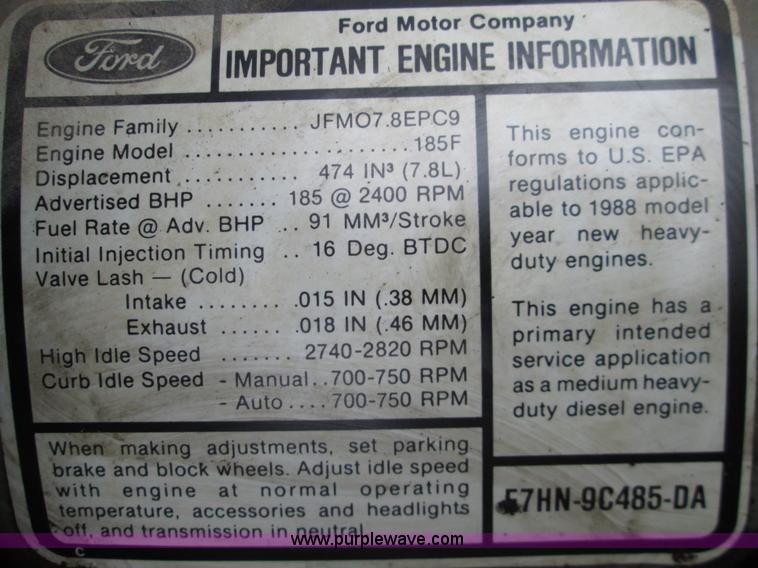 Ford
Ford Motor Company
IMPORTANT ENGINE INFORMATION
Engine Family .......... JFMO7.8EPC9
Engine Model .................. 185F
Displacement ........... 474 IN³ (7.8L)
Advertised BHP ....... 185 @ 2400 RPM
Fuel Rate @ Adv. BHP .. 91 MM³/Stroke
Initial Injection Timing .. 16 Deg. BTDC
Valve Lash — (Cold)
Intake ........ .015 IN (.38 MM)
Exhaust ....... .018 IN (.46 MM)
High Idle Speed ....... 2740-2820 RPM
Curb Idle Speed - Manual..700-750 RPM
- Auto ....700-750 RPM
This engine con-
forms to U.S. EPA
regulations applic-
able to 1988 model
year new heavy-
duty engines.
This engine has a
primary intended
service application
as a medium heavy-
duty diesel engine.
When making adjustments, set parking
brake and block wheels. Adjust idle speed
with engine at normal operating
temperature, accessories and headlights
off, and transmission in neutral
E7HN-9C485-DA
www.purplewave.com
C